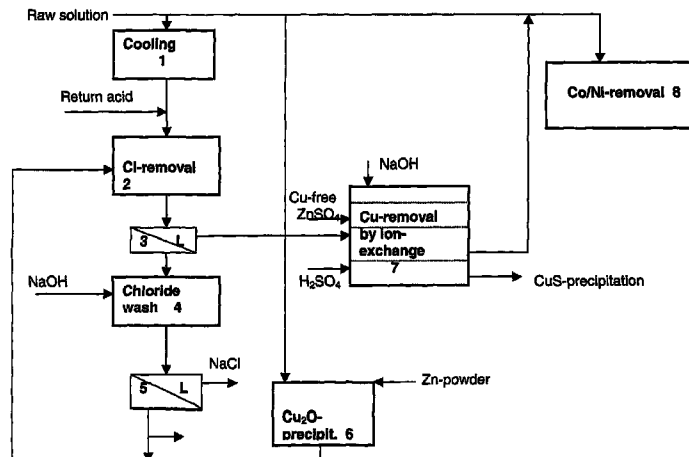 Raw solution
Cooling
1
Return acid
Co/Ni-removal 8
Cl-removal
2
NaOH
Cu-free
ZnSO₄
Cu-removal
by ion-
exchange
7
3 L
H₂SO₄
CuS-precipitation
NaOH
Chloride
wash 4
NaCl
5 L
Zn-powder
Cu₂O-
precipit. 6